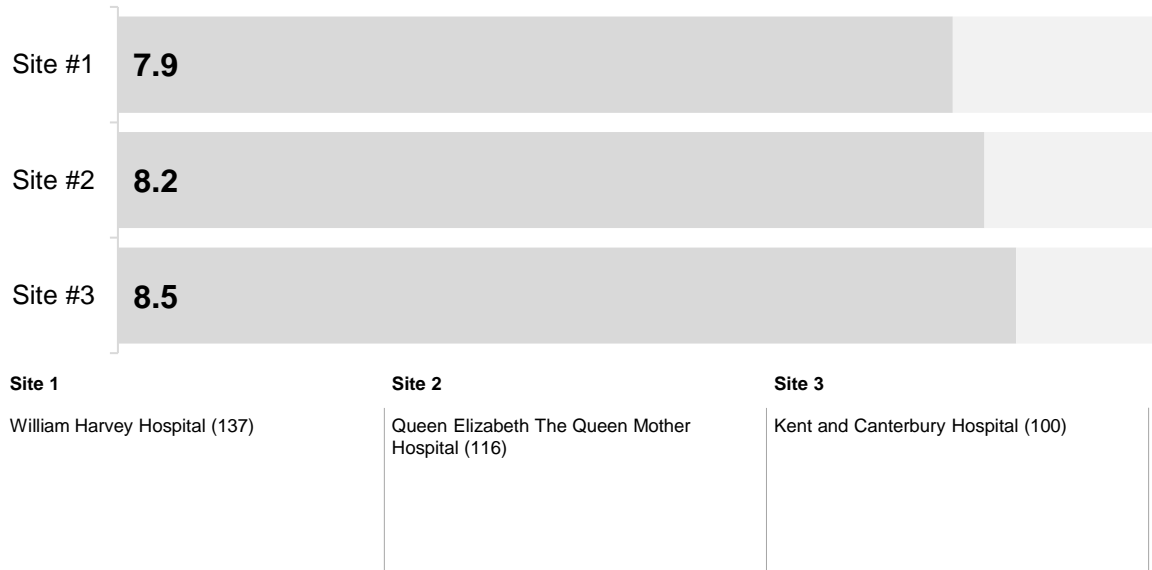 Site #1 7.9
Site #2 8.2
Site #3 8.5
Site 1 Site 2 Site 3
William Harvey Hospital (137)
Queen Elizabeth The Queen Mother
Hospital (116)
Kent and Canterbury Hospital (100)